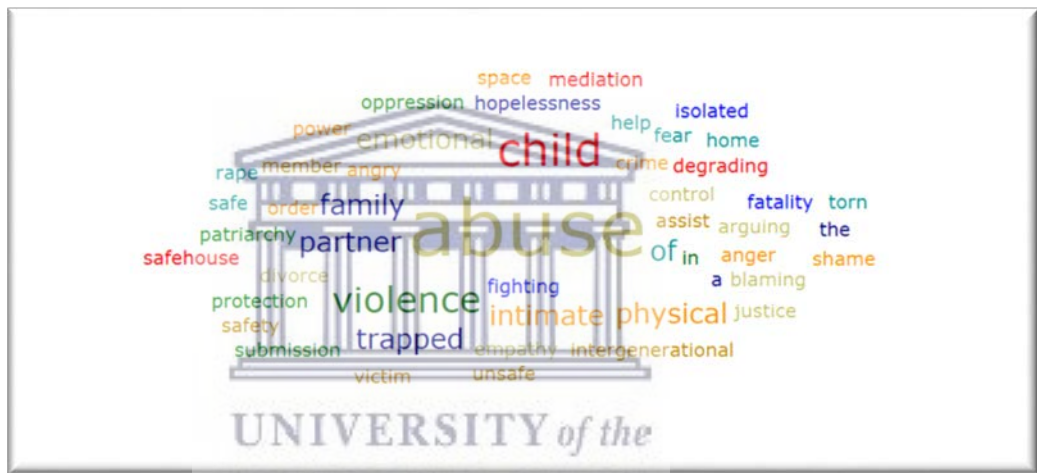 space mediation
oppression hopelessness isolated
power emotional child help fear home
rape member angry crime degrading
safe order family abuse control fatality torn
patriarchy partner assist arguing the
safehouse of in anger shame
divorce a blaming
protection violence fighting intimate physical justice
safety trapped
submission empathy intergenerational
victim unsafe
UNIVERSITY of the